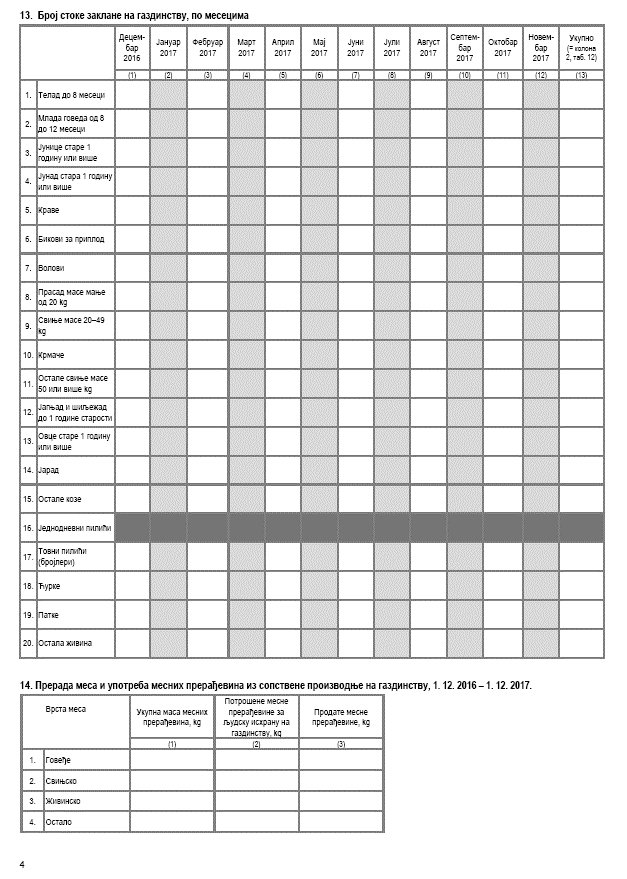 13. Број стоке заклане на газдинству, по месецима
Децем-
бар
2016
Јануар
2017
Фебруар
2017
Март
2017
Април
2017
Мај
2017
Јуни
2017
Јули
2017
Август
2017
Септем-
бар
2017
Октобар
2017
Новем-
бар
2017
Укупно
(= колона
2, таб. 12)
(1) (2) (3) (4) (5) (6) (7) (8) (9) (10) (11) (12) (13)
1. Телад до 8 месеци
2. Млада говеда од 8
до 12 месеци
3. Јунице старе 1
годину или више
4. Јунад стара 1 годину
или више
5. Краве
6. Бикови за приплод
7. Волови
8. Прасад масе мање
од 20 kg
9. Свиње масе 20–49
kg
10. Крмаче
11. Остале свиње масе
50 или више kg
12. Јагњад и шиљежад
до 1 године старости
13. Овце старе 1 годину
или више
14. Јарад
15. Остале козе
16. Једнодневни пилићи
17. Товни пилићи
(бројлери)
18. Ћурке
19. Патке
20. Остала живина
14. Прерада меса и употреба месних прерађевина из сопствене производње на газдинству, 1. 12. 2016 – 1. 12. 2017.
Врста меса
Укупна маса месних
прерађевина, kg
Потрошене месне
прерађевине за
људску исхрану на
газдинству, kg
Продате месне
прерађевине, kg
(1) (2) (3)
1. Говеђе
2. Свињско
3. Живинско
4. Остало
4